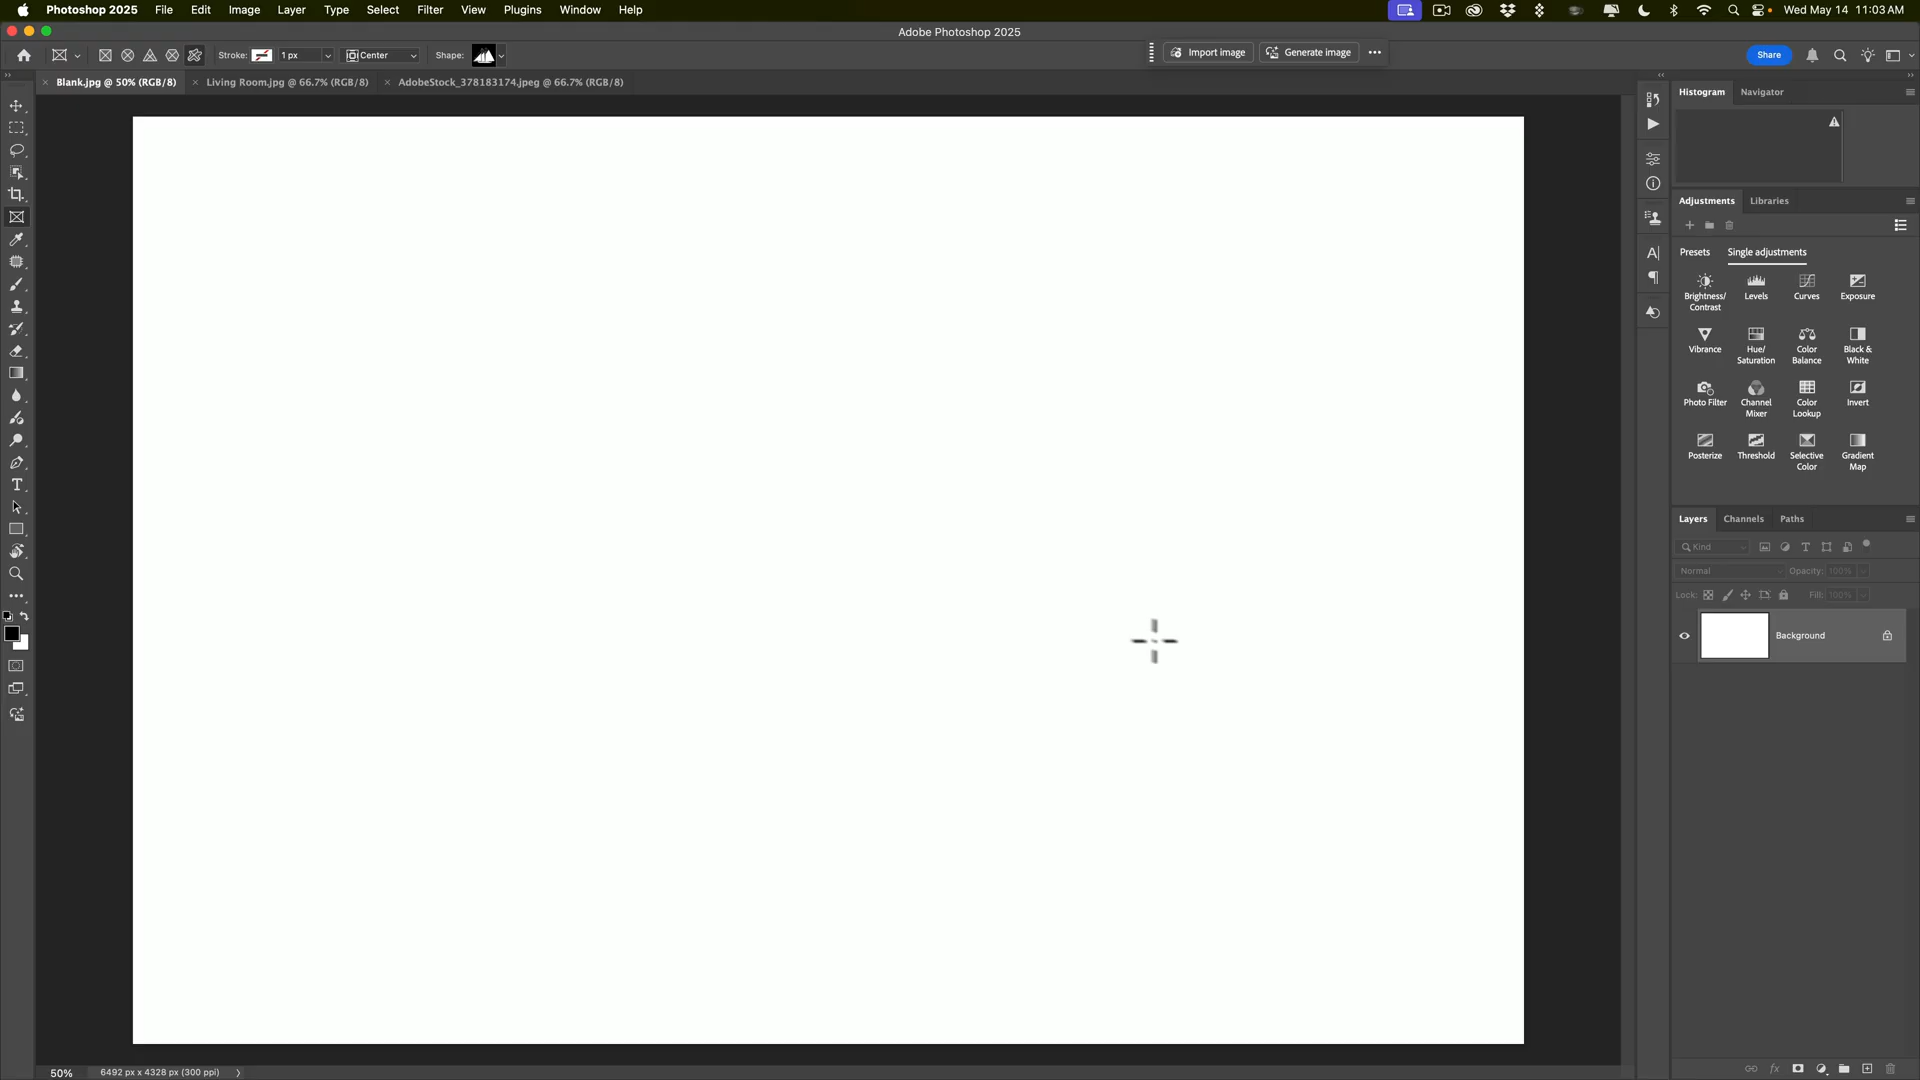 Photoshop 2025 File Edit Image Layer Type Select Filter View Plugins Window Help Wed May 14 11:03 AM
Adobe Photoshop 2025
Stroke: 1 px Center Shape: Import image Generate image Share
Blank.jpg @ 50% (RGB/8) Living Room.jpg @ 66.7% (RGB/8) AdobeStock_378183174.jpeg @ 66.7% (RGB/8)
Histogram Navigator
Adjustments Libraries
Presets Single adjustments
Brightness/
Contrast
Levels
Curves
Exposure
Vibrance
Hue/
Saturation
Color
Balance
Black &
White
Photo Filter
Channel
Mixer
Color
Lookup
Invert
Posterize
Threshold
Selective
Color
Gradient
Map
Layers Channels Paths
Kind
Normal Opacity: 100%
Lock: Fill: 100%
Background
50% 6492 px x 4328 px (300 ppi)